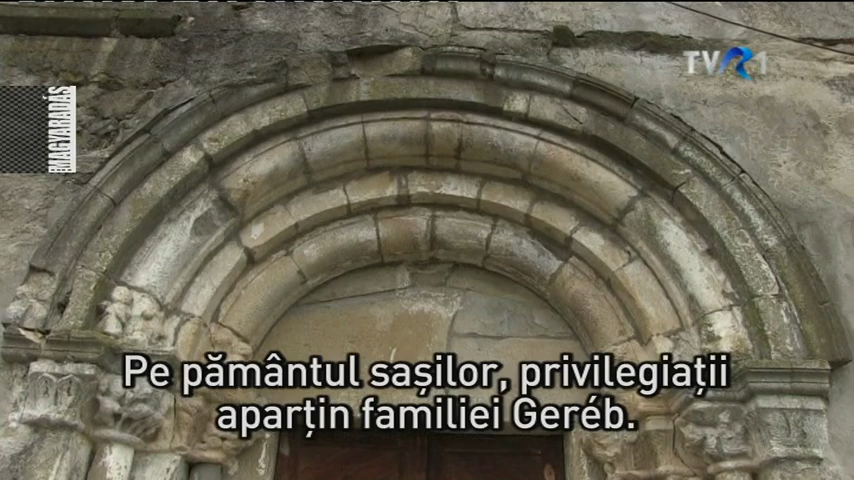 TVR1
MAGYARADÁS
Pe pământul sașilor, privilegiații
aparțin familiei Geréb.